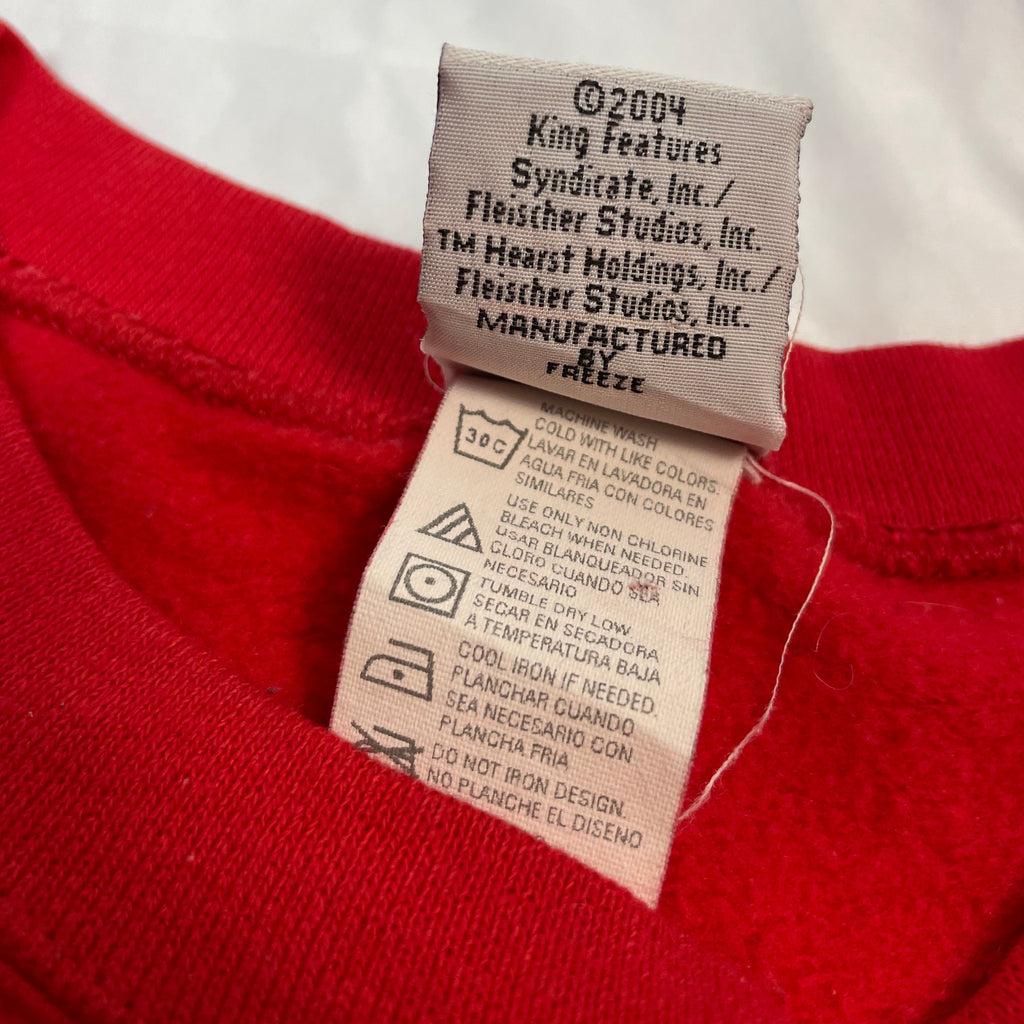 ©2004
King Features
Syndicate, Inc./
Fleischer Studios, Inc.
TM Hearst Holdings, Inc./
Fleischer Studios, Inc.
MANUFACTURED
BY
FREEZE
30C
MACHINE WASH
COLD WITH LIKE COLORS.
LAVAR EN LAVADORA EN
AGUA FRIA CON COLORES
SIMILARES
USE ONLY NON CHLORINE
BLEACH WHEN NEEDED
USAR BLANQUEADOR SIN
CLORO CUANDO SEA
NECESARIO
TUMBLE DRY LOW
SECAR EN SECADORA
A TEMPERATURA BAJA
COOL IRON IF NEEDED.
PLANCHAR CUANDO
SEA NECESARIO CON
PLANCHA FRIA
DO NOT IRON DESIGN.
NO PLANCHE EL DISENO